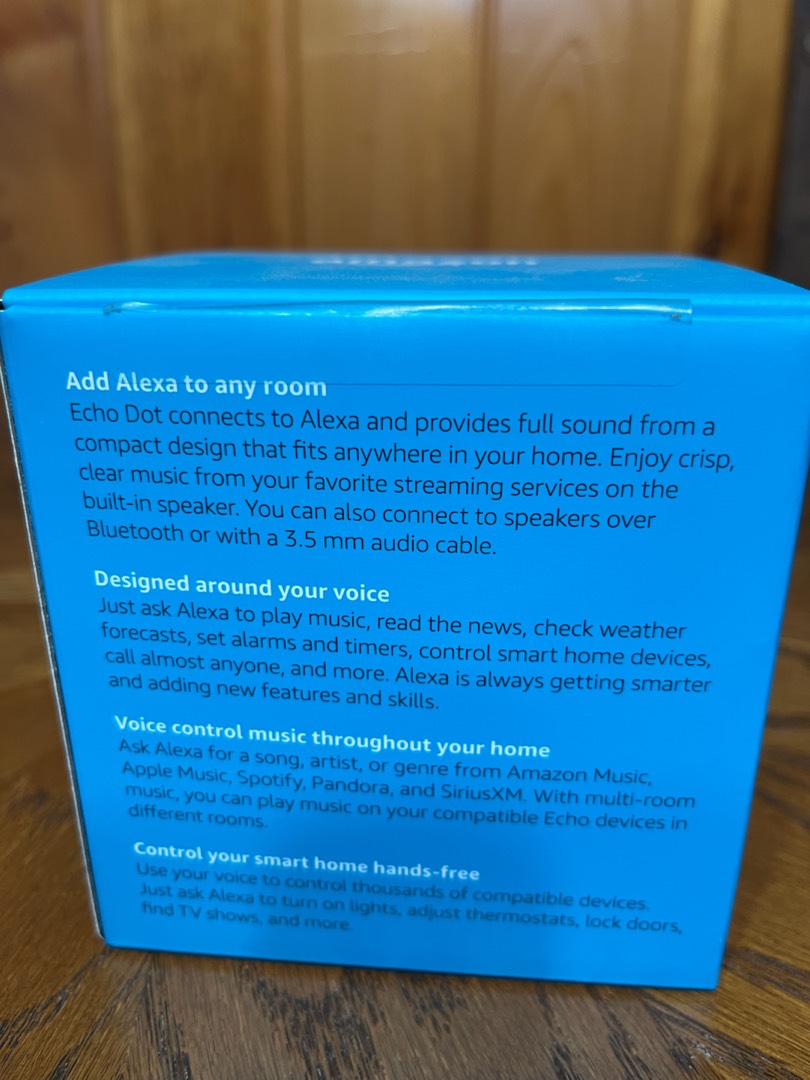 amazon
Add Alexa to any room
Echo Dot connects to Alexa and provides full sound from a
compact design that fits anywhere in your home. Enjoy crisp,
clear music from your favorite streaming services on the
built-in speaker. You can also connect to speakers over
Bluetooth or with a 3.5 mm audio cable.
Designed around your voice
Just ask Alexa to play music, read the news, check weather
forecasts, set alarms and timers, control smart home devices,
call almost anyone, and more. Alexa is always getting smarter
and adding new features and skills.
Voice control music throughout your home
Ask Alexa for a song, artist, or genre from Amazon Music,
Apple Music, Spotify, Pandora, and SiriusXM. With multi-room
music, you can play music on your compatible Echo devices in
different rooms.
Control your smart home hands-free
Use your voice to control thousands of compatible devices.
Just ask Alexa to turn on lights, adjust thermostats, lock doors,
find TV shows, and more.